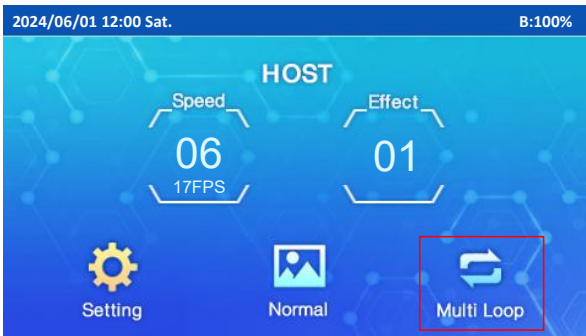 2024/06/01 12:00 Sat. B:100%
HOST
Speed Effect
06 01
17FPS
Setting Normal Multi Loop